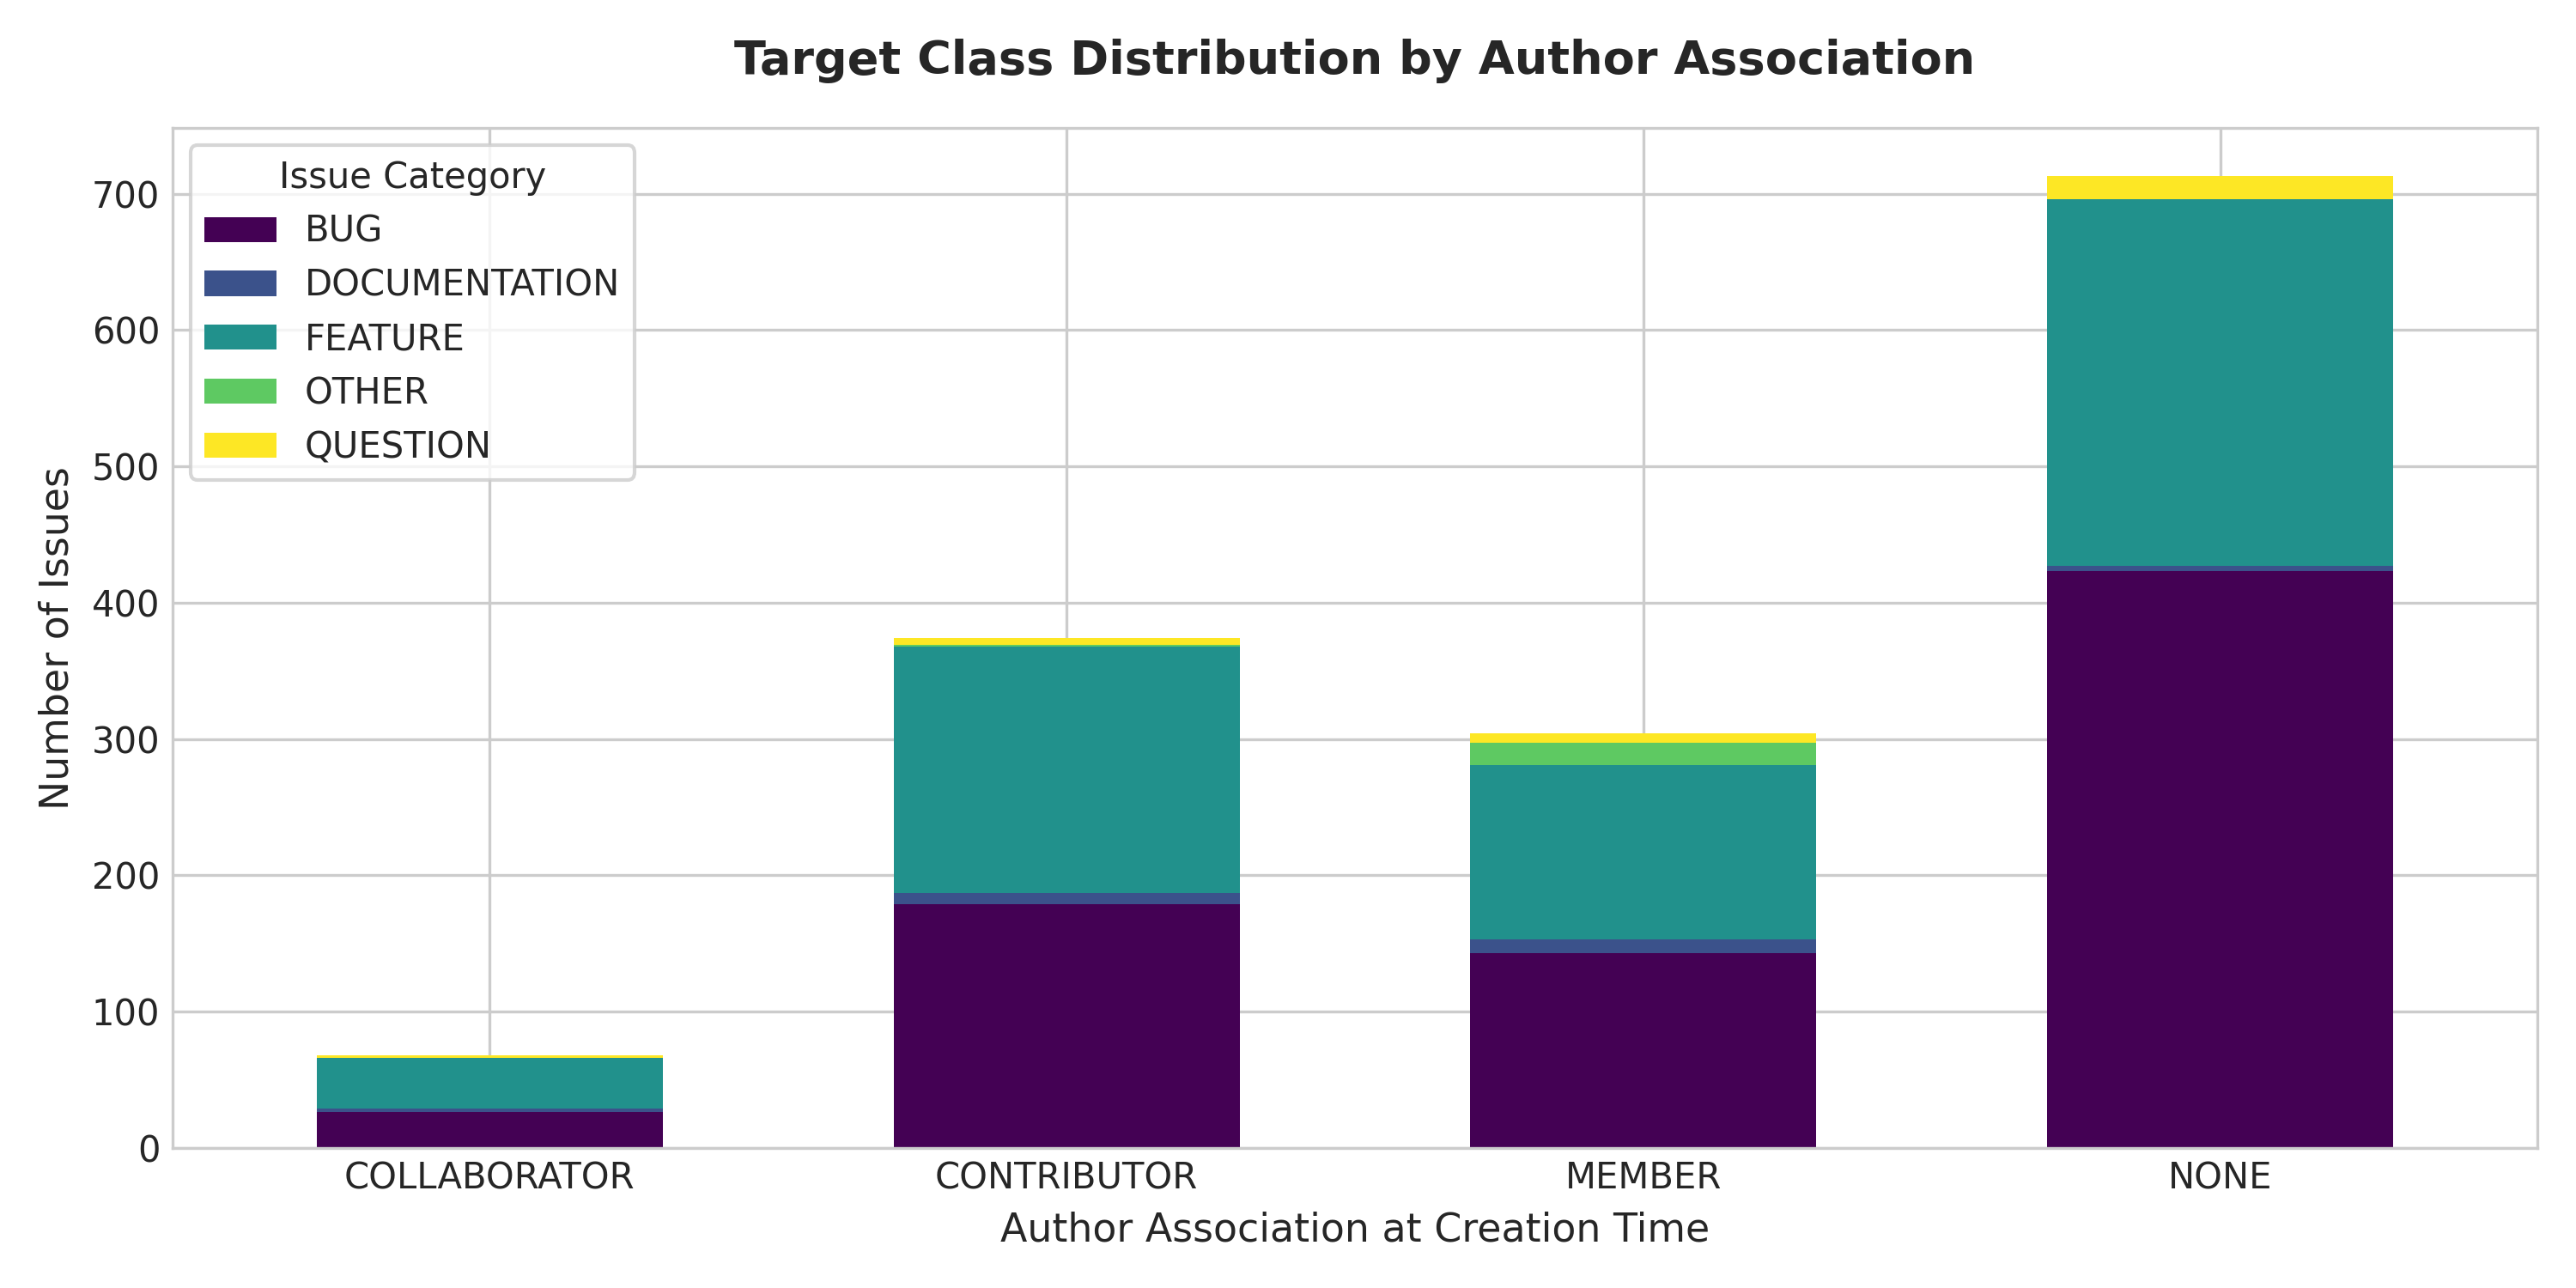 Target Class Distribution by Author Association
Issue Category
BUG
DOCUMENTATION
FEATURE
OTHER
QUESTION
Number of Issues
700
600
500
400
300
200
100
0
COLLABORATOR
CONTRIBUTOR
MEMBER
NONE
Author Association at Creation Time